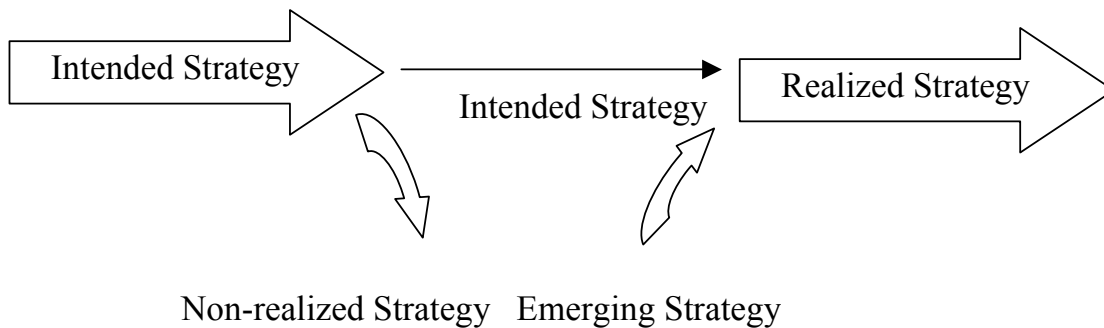 Intended Strategy
Intended Strategy
Realized Strategy
Non-realized Strategy
Emerging Strategy